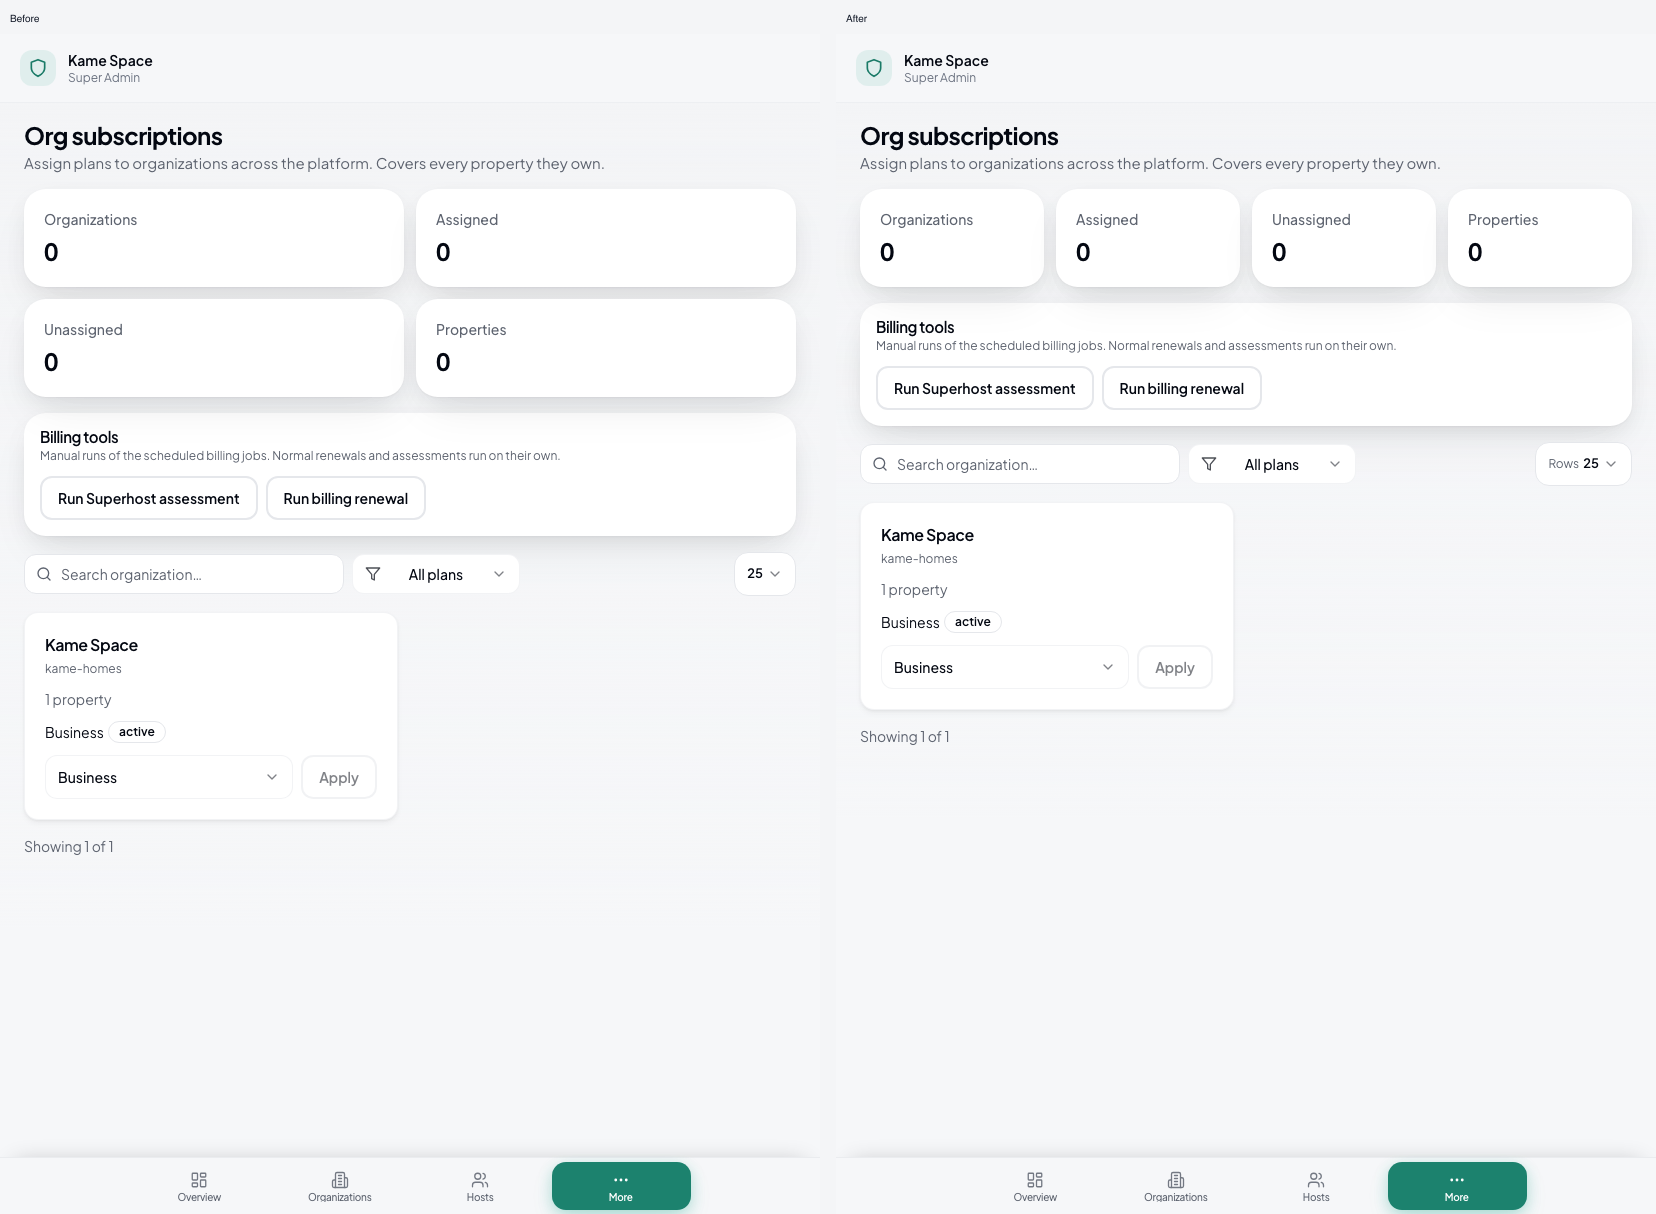 Before
Kame Space
Super Admin
Org subscriptions
Assign plans to organizations across the platform. Covers every property they own.
Organizations
0
Assigned
0
Unassigned
0
Properties
0
Billing tools
Manual runs of the scheduled billing jobs. Normal renewals and assessments run on their own.
Run Superhost assessment
Run billing renewal
Search organization...
All plans
25
Kame Space
kame-homes
1 property
Business active
Business
Apply
Showing 1 of 1
Overview
Organizations
Hosts
More
After
Kame Space
Super Admin
Org subscriptions
Assign plans to organizations across the platform. Covers every property they own.
Organizations
0
Assigned
0
Unassigned
0
Properties
0
Billing tools
Manual runs of the scheduled billing jobs. Normal renewals and assessments run on their own.
Run Superhost assessment
Run billing renewal
Search organization...
All plans
Rows 25
Kame Space
kame-homes
1 property
Business active
Business
Apply
Showing 1 of 1
Overview
Organizations
Hosts
More